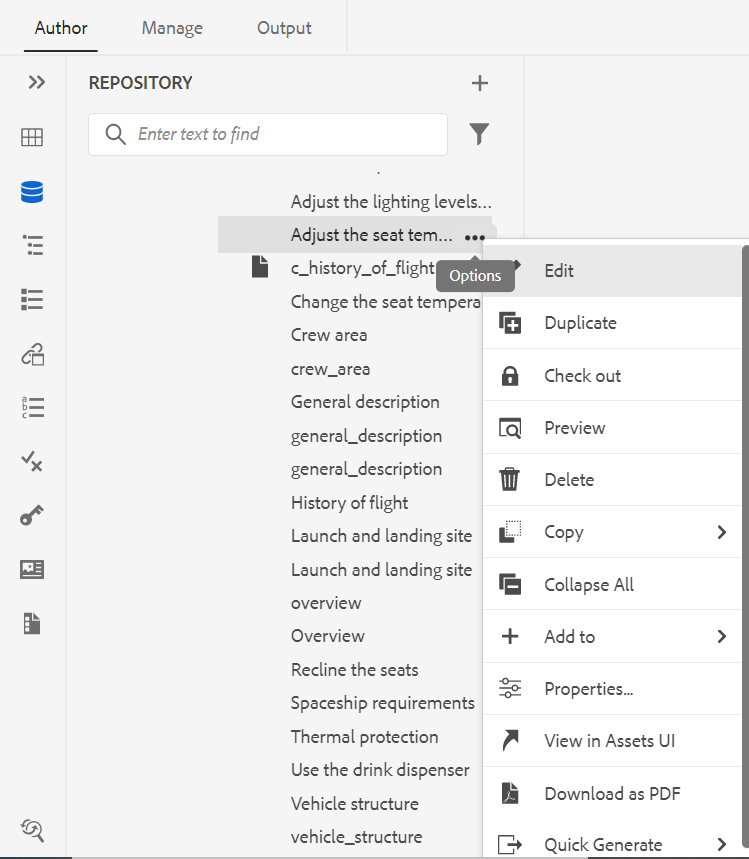 Author Manage Output
REPOSITORY
Enter text to find
Adjust the lighting levels...
Adjust the seat tem...
Options
c_history_of_flight
Change the seat tempera
Crew area
crew_area
General description
general_description
general_description
History of flight
Launch and landing site
Launch and landing site
overview
Overview
Recline the seats
Spaceship requirements
Thermal protection
Use the drink dispenser
Vehicle structure
vehicle_structure
Edit
Duplicate
Check out
Preview
Delete
Copy
Collapse All
Add to
Properties...
View in Assets UI
Download as PDF
Quick Generate
a
b
c